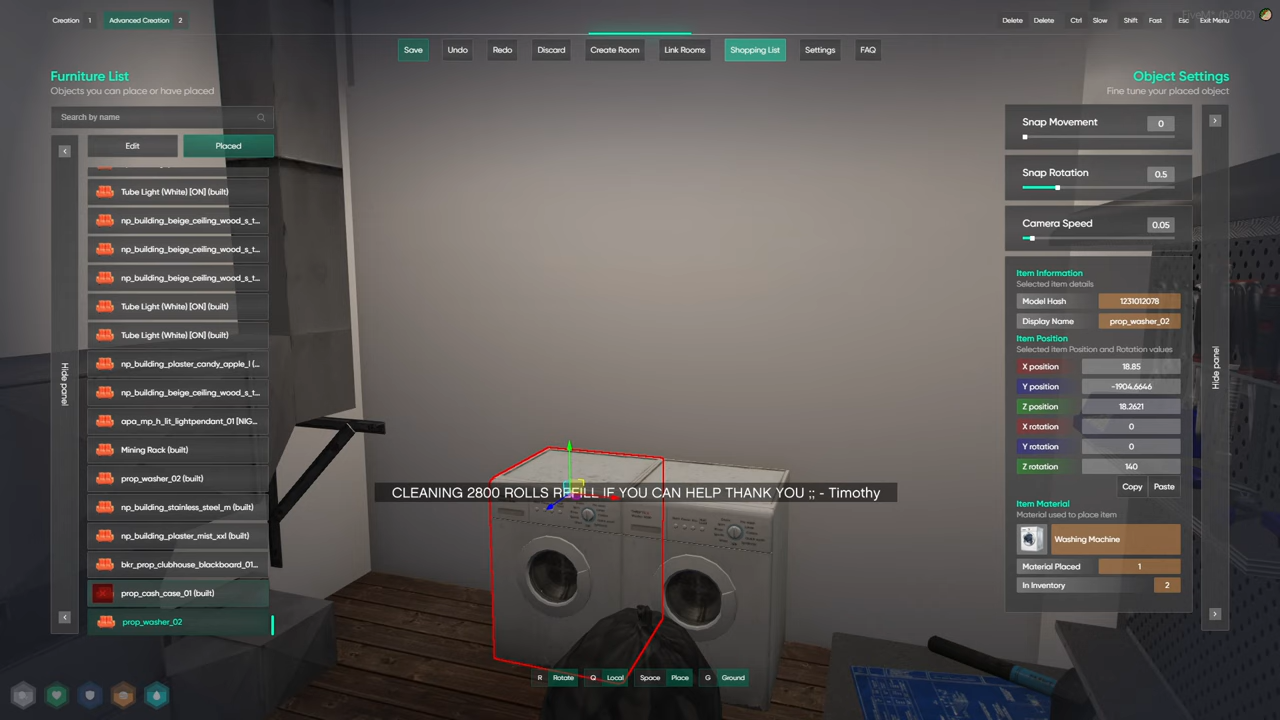 Creation 1 Advanced Creation 2
Delete Delete Ctrl Slow Shift Fast Esc Exit Menu
Save Undo Redo Discard Create Room Link Rooms Shopping List Settings FAQ
Furniture List
Objects you can place or have placed
Search by name
Edit Placed
Hide panel
Tube Light (White) [ON] (built)
np_building_beige_ceiling_wood_s_t...
np_building_beige_ceiling_wood_s_t...
np_building_beige_ceiling_wood_s_t...
Tube Light (White) (built)
Tube Light (White) [ON] (built)
np_building_plaster_candy_apple_l (...
np_building_beige_ceiling_wood_s_t...
apa_mp_h_lit_lightpendant_01 [NIG...
Mining Rack (built)
prop_washer_02 (built)
np_building_stainless_steel_m (built)
np_building_plaster_mist_xxl (built)
bkr_prop_clubhouse_blackboard_01...
prop_cash_case_01 (built)
prop_washer_02
CLEANING 2800 ROLLS REFILL IF YOU CAN HELP THANK YOU ;; - Timothy
R Rotate Q Local Space Place G Ground
Object Settings
Fine tune your placed object
Snap Movement 0
Snap Rotation 0.5
Camera Speed 0.05
Item Information
Selected item details
Model Hash 1231012078
Display Name prop_washer_02
Item Position
Selected item Position and Rotation values
X position 18.85
Y position -1904.6646
Z position 18.2621
X rotation 0
Y rotation 0
Z rotation 140
Copy Paste
Item Material
Material used to place item
Washing Machine
Material Placed 1
In Inventory 2
Hide panel